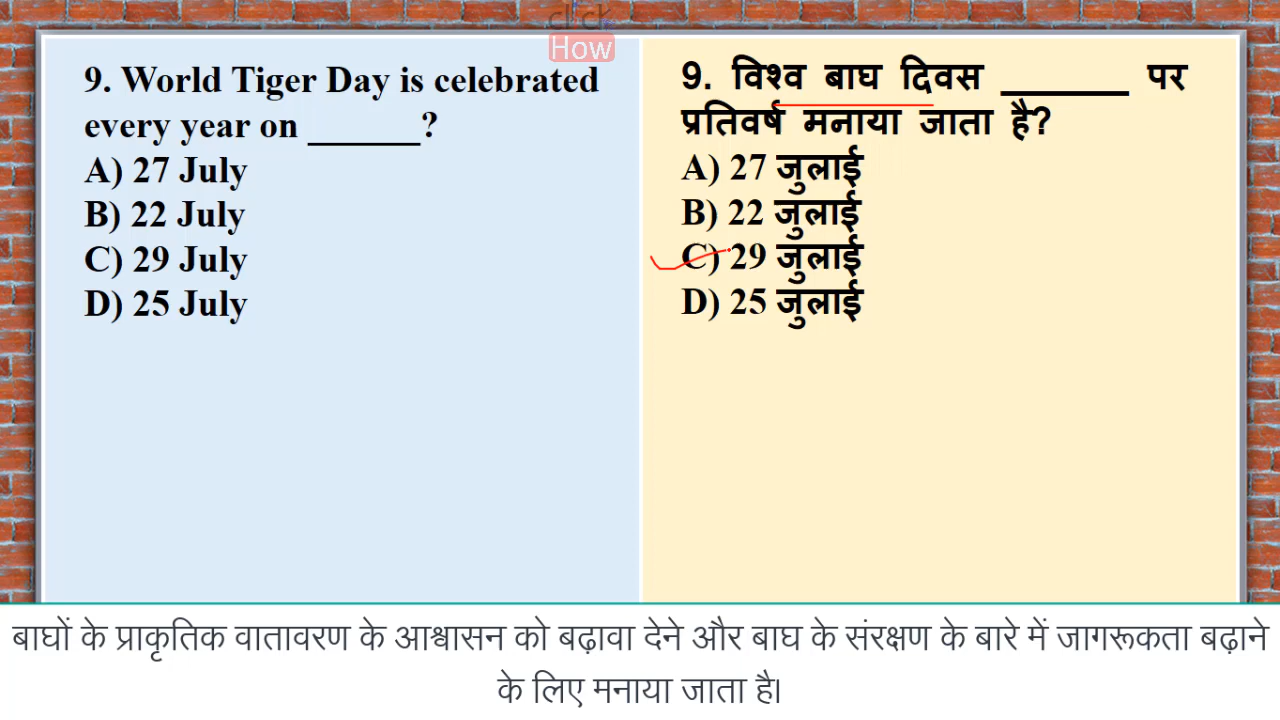 click
How
9. World Tiger Day is celebrated
every year on ______?
A) 27 July
B) 22 July
C) 29 July
D) 25 July
9. विश्व बाघ दिवस ______ पर
प्रतिवर्ष मनाया जाता है?
A) 27 जुलाई
B) 22 जुलाई
C) 29 जुलाई
D) 25 जुलाई
बाघों के प्राकृतिक वातावरण के आश्वासन को बढ़ावा देने और बाघ के संरक्षण के बारे में जागरूकता बढ़ाने
के लिए मनाया जाता है।